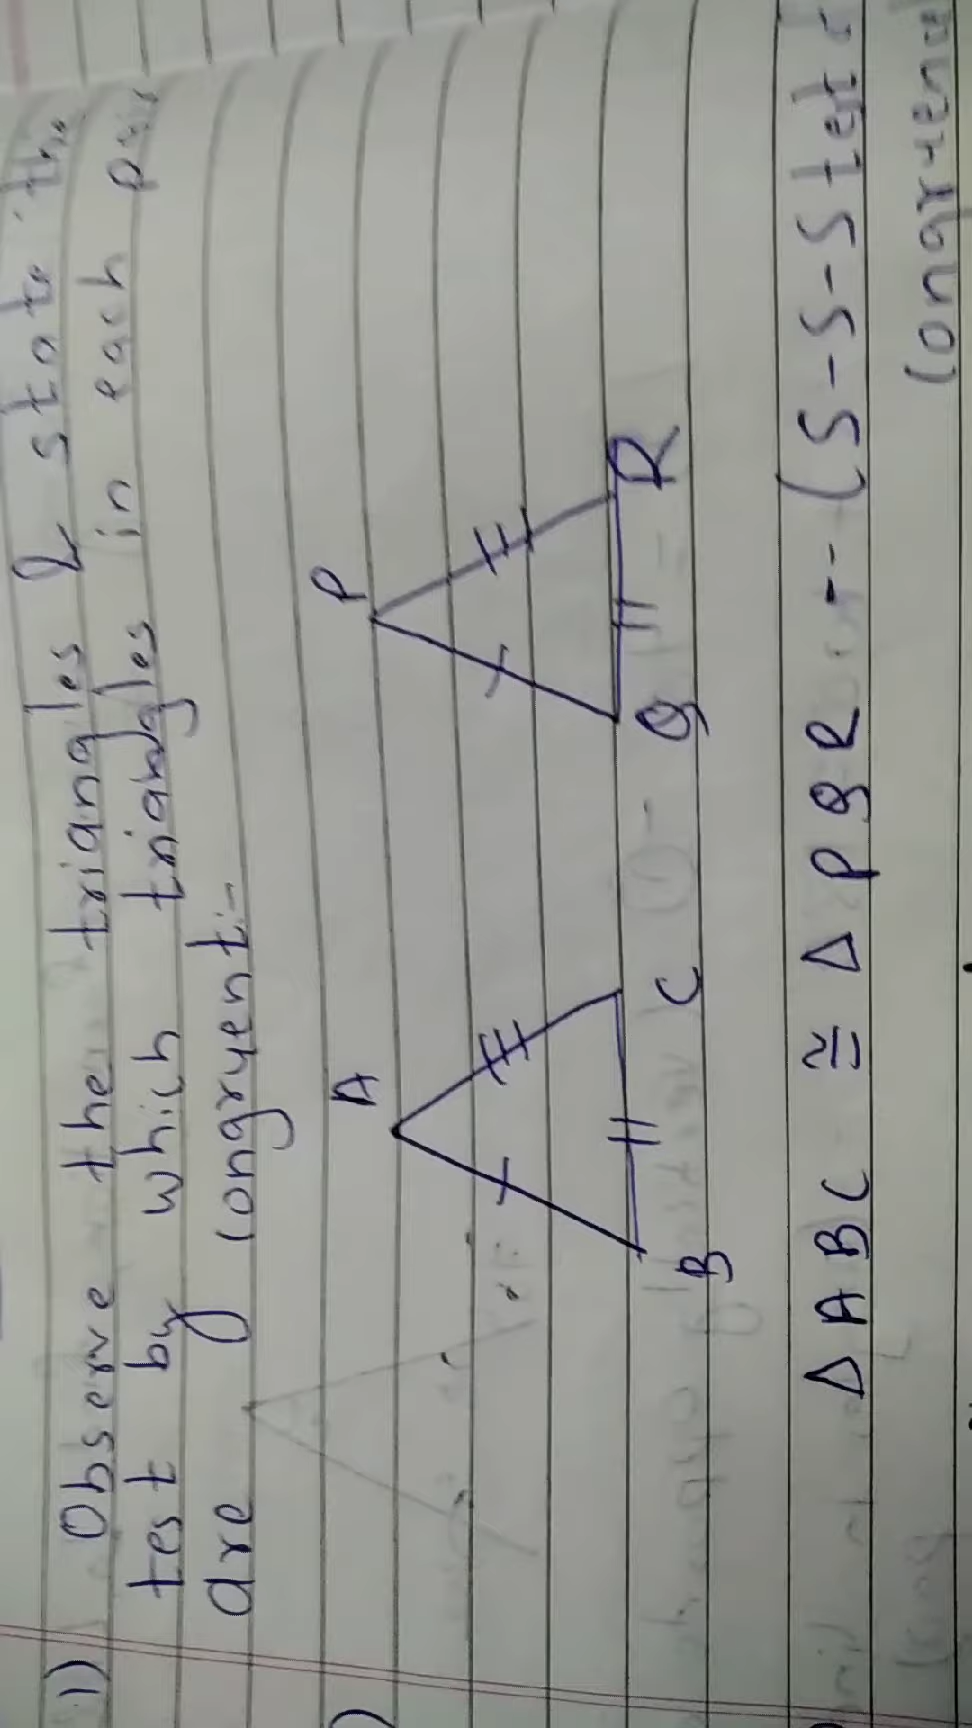 1) Observe the triangles & state the
test by which triangles in each pair
are congruent:-
A
P
B
C
Q
R
Δ ABC ≅ Δ PQR --- (S-S-S test of
congruence